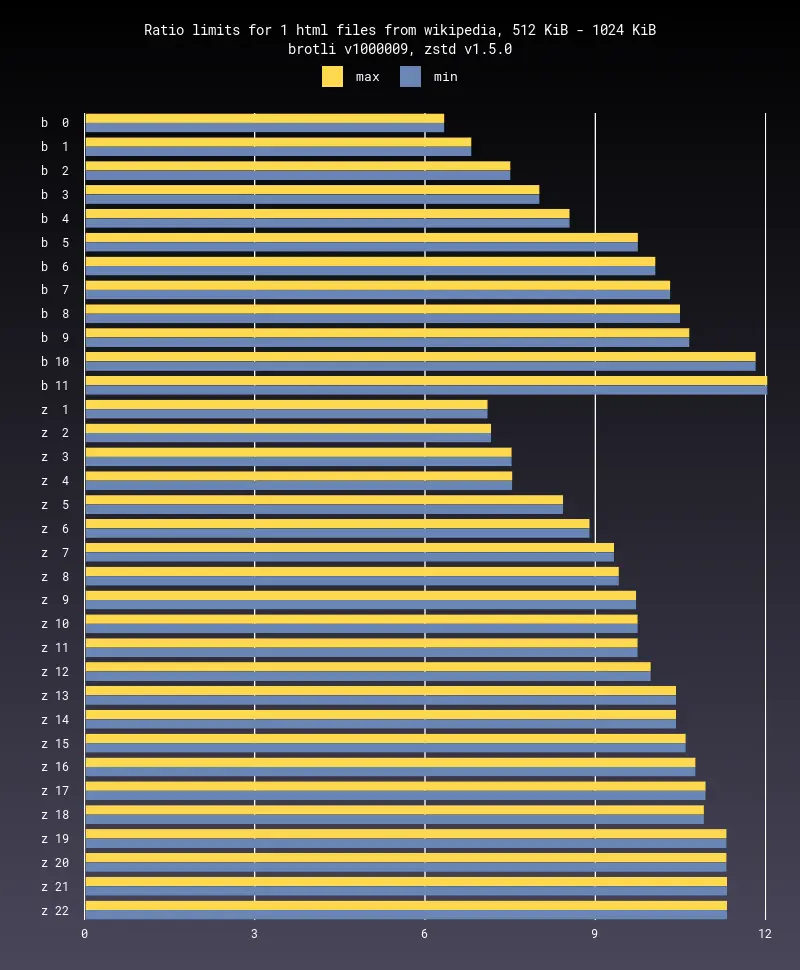 Ratio limits for 1 html files from wikipedia, 512 KiB - 1024 KiB
brotli v1000009, zstd v1.5.0
max min
b 0
b 1
b 2
b 3
b 4
b 5
b 6
b 7
b 8
b 9
b 10
b 11
z 1
z 2
z 3
z 4
z 5
z 6
z 7
z 8
z 9
z 10
z 11
z 12
z 13
z 14
z 15
z 16
z 17
z 18
z 19
z 20
z 21
z 22
0 3 6 9 12